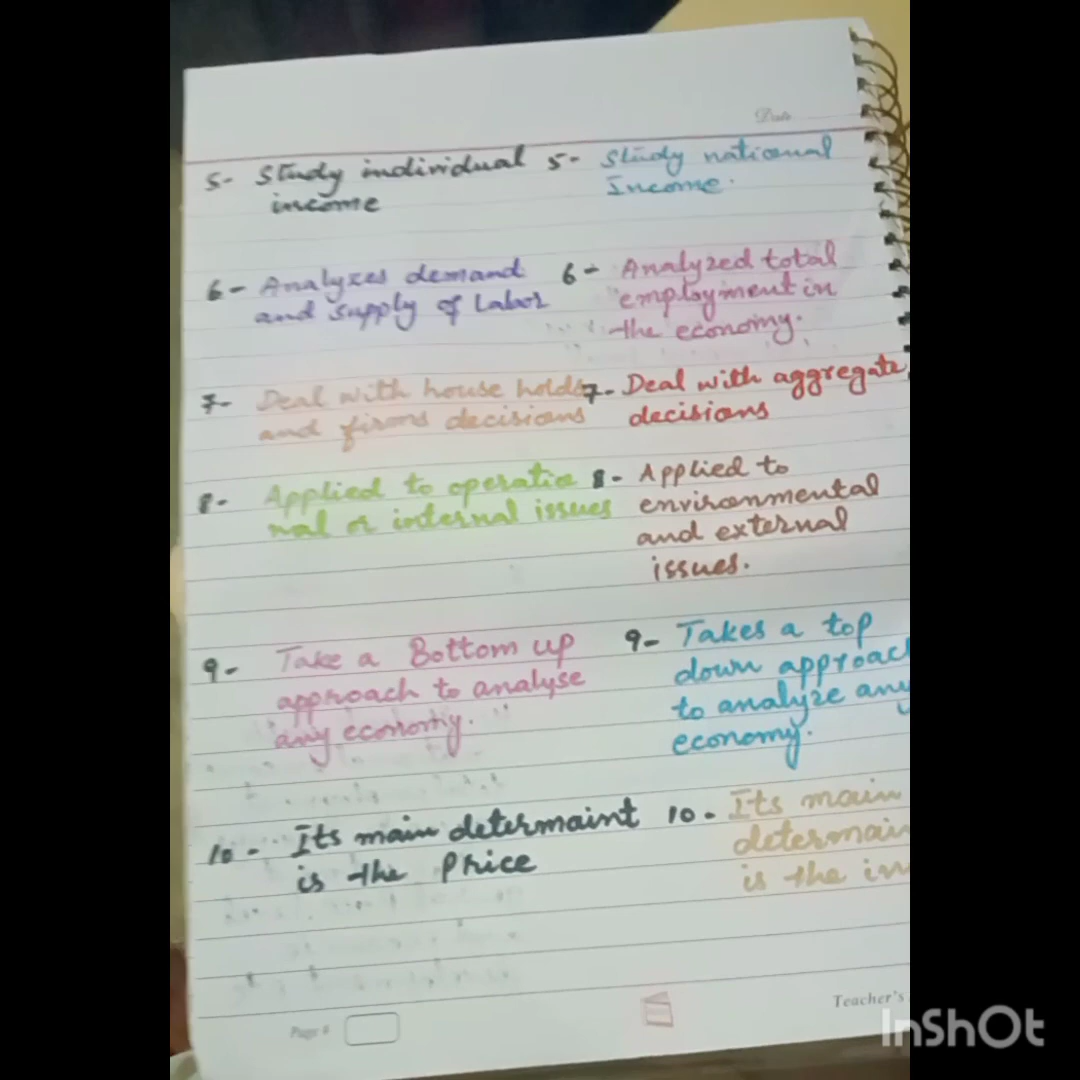 Date
5- Study individual
income
5- Study national
Income.
6- Analyzes demand
and supply of Labor
6- Analyzed total
employment in
the economy.
7- Deal with house holds
and firms decisions
7- Deal with aggregate
decisions
8- Applied to operatio
nal or internal issues
8- Applied to
environmental
and external
issues.
9- Take a Bottom up
approach to analyse
any economy.
9- Takes a top
down approach
to analyze any
economy.
10- Its main determaint
is the Price
10- Its main
is the
Page #
Teacher's
InShOt